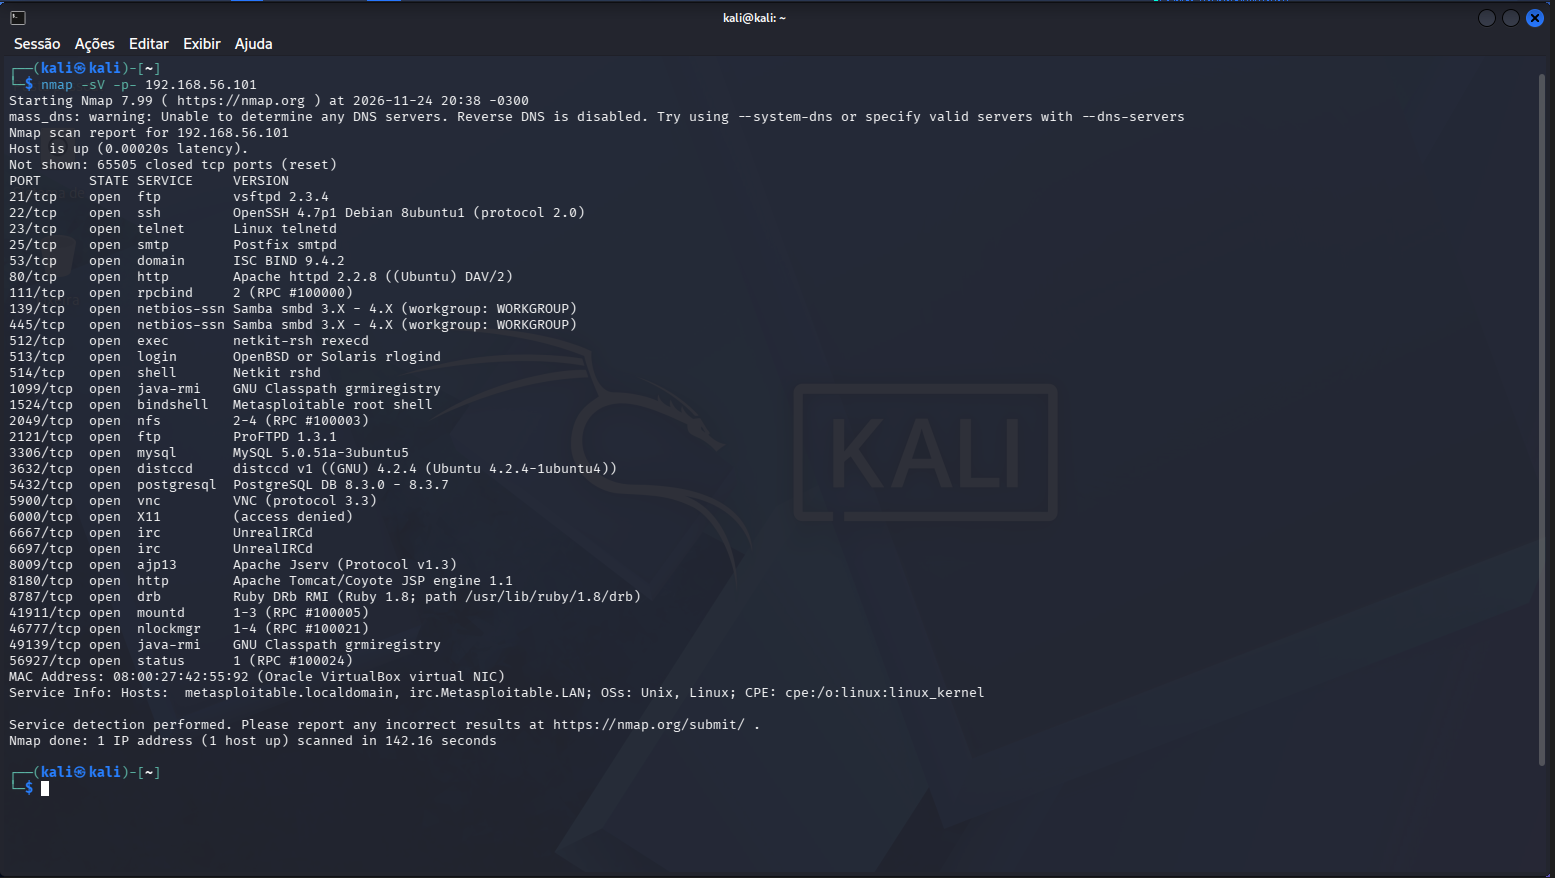 kali@kali: ~
Sessão Ações Editar Exibir Ajuda
┌──(kali㉿kali)-[~]
└─$ nmap -sV -p- 192.168.56.101
Starting Nmap 7.99 ( https://nmap.org ) at 2026-11-24 20:38 -0300
mass_dns: warning: Unable to determine any DNS servers. Reverse DNS is disabled. Try using --system-dns or specify valid servers with --dns-servers
Nmap scan report for 192.168.56.101
Host is up (0.00020s latency).
Not shown: 65505 closed tcp ports (reset)
PORT      STATE SERVICE     VERSION
21/tcp    open  ftp         vsftpd 2.3.4
22/tcp    open  ssh         OpenSSH 4.7p1 Debian 8ubuntu1 (protocol 2.0)
23/tcp    open  telnet      Linux telnetd
25/tcp    open  smtp        Postfix smtpd
53/tcp    open  domain      ISC BIND 9.4.2
80/tcp    open  http        Apache httpd 2.2.8 ((Ubuntu) DAV/2)
111/tcp   open  rpcbind     2 (RPC #100000)
139/tcp   open  netbios-ssn Samba smbd 3.X - 4.X (workgroup: WORKGROUP)
445/tcp   open  netbios-ssn Samba smbd 3.X - 4.X (workgroup: WORKGROUP)
512/tcp   open  exec        netkit-rsh rexecd
513/tcp   open  login       OpenBSD or Solaris rlogind
514/tcp   open  shell       Netkit rshd
1099/tcp  open  java-rmi    GNU Classpath grmiregistry
1524/tcp  open  bindshell   Metasploitable root shell
2049/tcp  open  nfs         2-4 (RPC #100003)
2121/tcp  open  ftp         ProFTPD 1.3.1
3306/tcp  open  mysql       MySQL 5.0.51a-3ubuntu5
3632/tcp  open  distccd     distccd v1 ((GNU) 4.2.4 (Ubuntu 4.2.4-1ubuntu4))
5432/tcp  open  postgresql  PostgreSQL DB 8.3.0 - 8.3.7
5900/tcp  open  vnc         VNC (protocol 3.3)
6000/tcp  open  X11         (access denied)
6667/tcp  open  irc         UnrealIRCd
6697/tcp  open  irc         UnrealIRCd
8009/tcp  open  ajp13       Apache Jserv (Protocol v1.3)
8180/tcp  open  http        Apache Tomcat/Coyote JSP engine 1.1
8787/tcp  open  drb         Ruby DRb RMI (Ruby 1.8; path /usr/lib/ruby/1.8/drb)
41911/tcp open  mountd      1-3 (RPC #100005)
46777/tcp open  nlockmgr    1-4 (RPC #100021)
49139/tcp open  java-rmi    GNU Classpath grmiregistry
56927/tcp open  status      1 (RPC #100024)
MAC Address: 08:00:27:42:55:92 (Oracle VirtualBox virtual NIC)
Service Info: Hosts:  metasploitable.localdomain, irc.Metasploitable.LAN; OSs: Unix, Linux; CPE: cpe:/o:linux:linux_kernel
Service detection performed. Please report any incorrect results at https://nmap.org/submit/ .
Nmap done: 1 IP address (1 host up) scanned in 142.16 seconds
┌──(kali㉿kali)-[~]
└─$
KALI